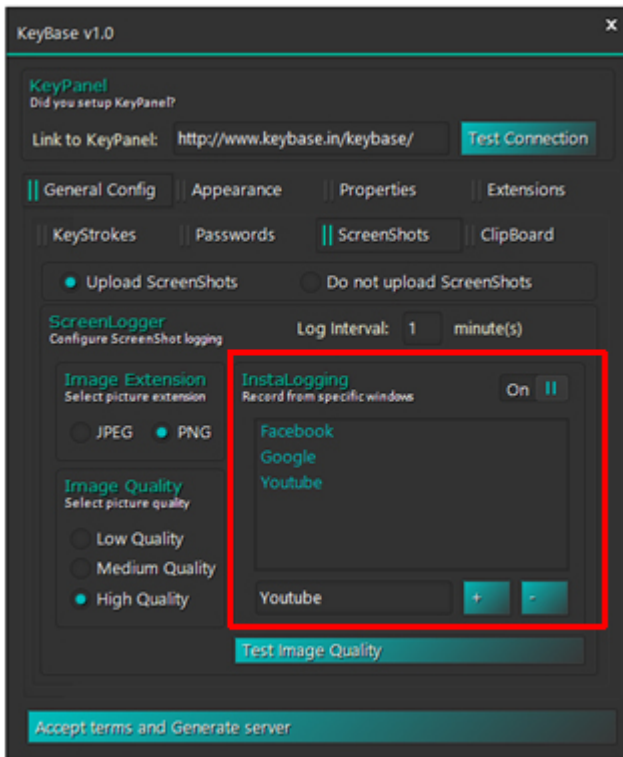 KeyBase v1.0 x
KeyPanel
Did you setup KeyPanel?
Link to KeyPanel: http://www.keybase.in/keybase/ Test Connection
General Config Appearance Properties Extensions
KeyStrokes Passwords ScreenShots ClipBoard
Upload ScreenShots Do not upload ScreenShots
ScreenLogger
Configure ScreenShot logging
Log Interval: 1 minute(s)
Image Extension
Select picture extension
JPEG PNG
Image Quality
Select picture quality
Low Quality
Medium Quality
High Quality
InstaLogging
Record from specific windows
On
Facebook
Google
Youtube
Youtube + -
Test Image Quality
Accept terms and Generate server